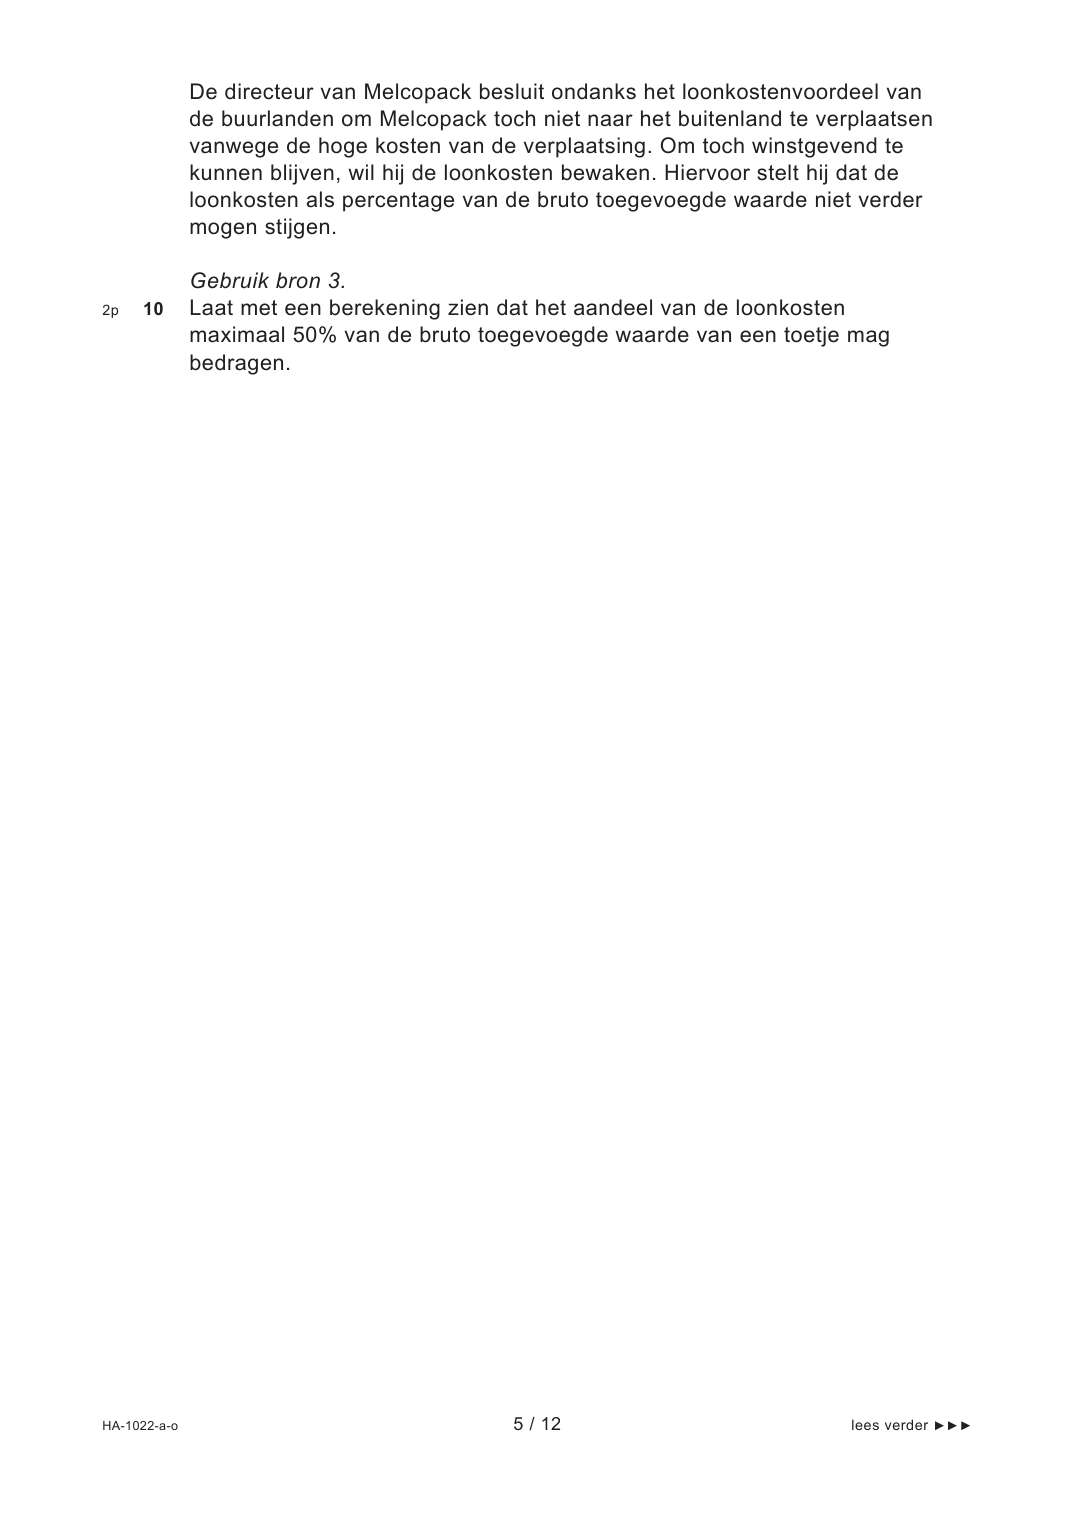 De directeur van Melcopack besluit ondanks het loonkostenvoordeel van
de buurlanden om Melcopack toch niet naar het buitenland te verplaatsen
vanwege de hoge kosten van de verplaatsing. Om toch winstgevend te
kunnen blijven, wil hij de loonkosten bewaken. Hiervoor stelt hij dat de
loonkosten als percentage van de bruto toegevoegde waarde niet verder
mogen stijgen.
Gebruik bron 3.
2p 10 Laat met een berekening zien dat het aandeel van de loonkosten
maximaal 50% van de bruto toegevoegde waarde van een toetje mag
bedragen.
HA-1022-a-o 5 / 12 lees verder ►►►